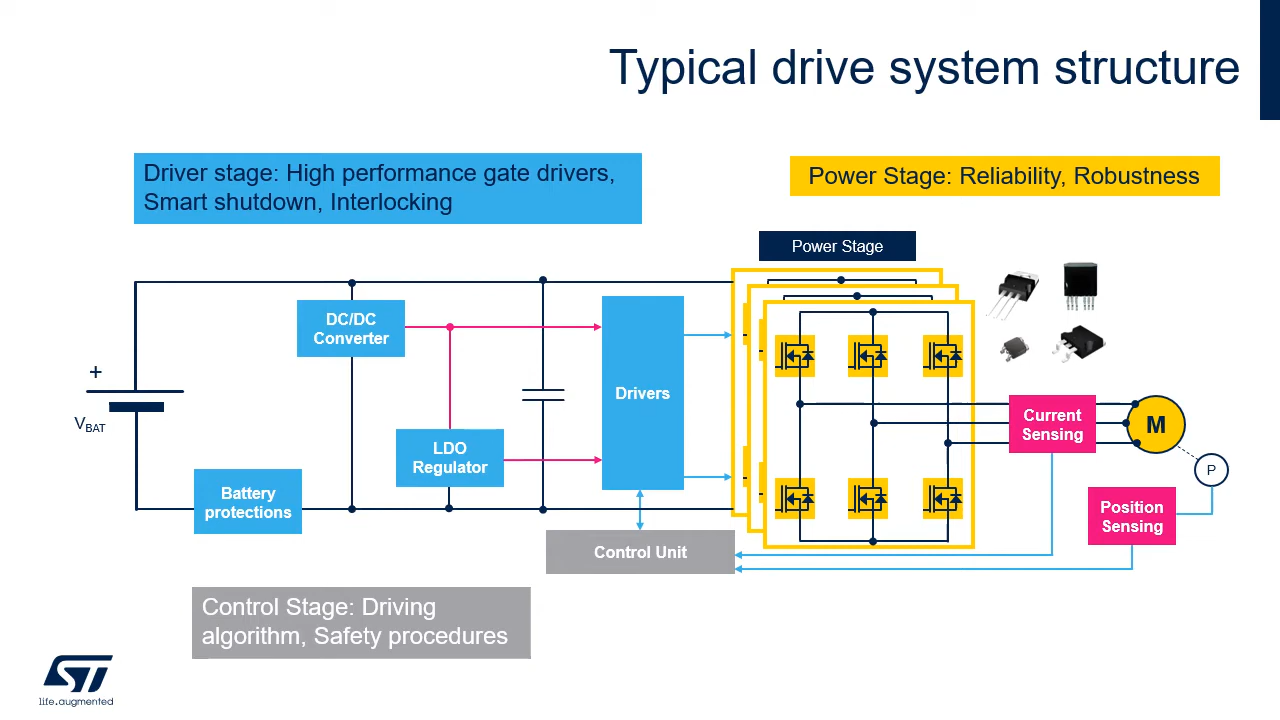 Typical drive system structure
Driver stage: High performance gate drivers,
Smart shutdown, Interlocking
Power Stage: Reliability, Robustness
Power Stage
DC/DC
Converter
+
VBAT
Drivers
LDO
Regulator
Battery
protections
Current
Sensing
M
P
Position
Sensing
Control Unit
Control Stage: Driving
algorithm, Safety procedures
ST
life.augmented